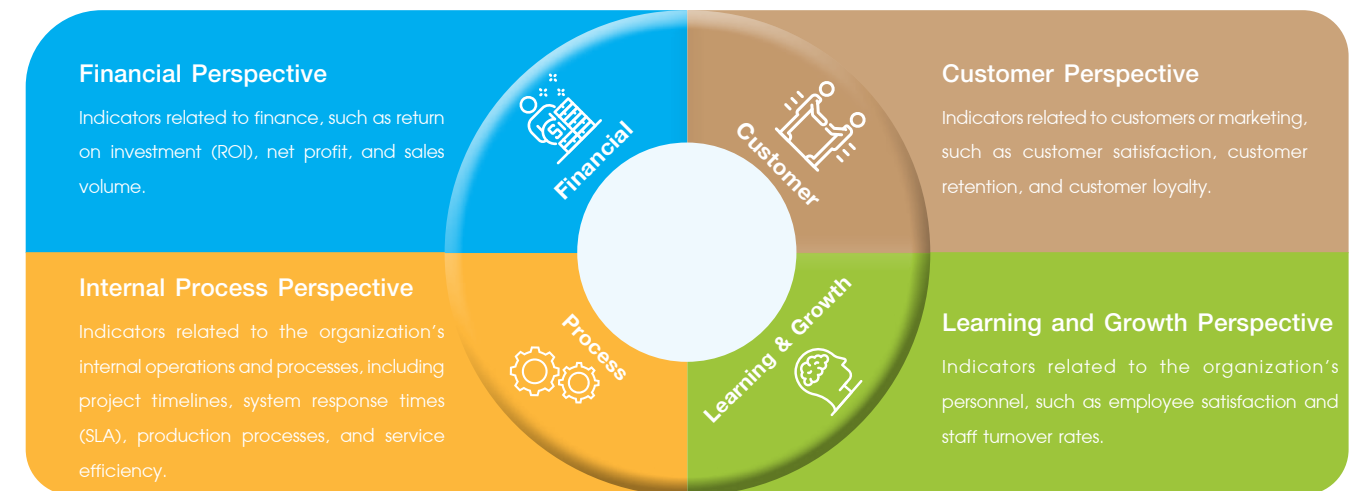 Financial Perspective
Indicators related to finance, such as return
on investment (ROI), net profit, and sales
volume.
Financial
Customer
Customer Perspective
Indicators related to customers or marketing,
such as customer satisfaction, customer
retention, and customer loyalty.
Internal Process Perspective
Indicators related to the organization's
internal operations and processes, including
project timelines, system response times
(SLA), production processes, and service
efficiency.
Process
Learning & Growth
Learning and Growth Perspective
Indicators related to the organization's
personnel, such as employee satisfaction and
staff turnover rates.